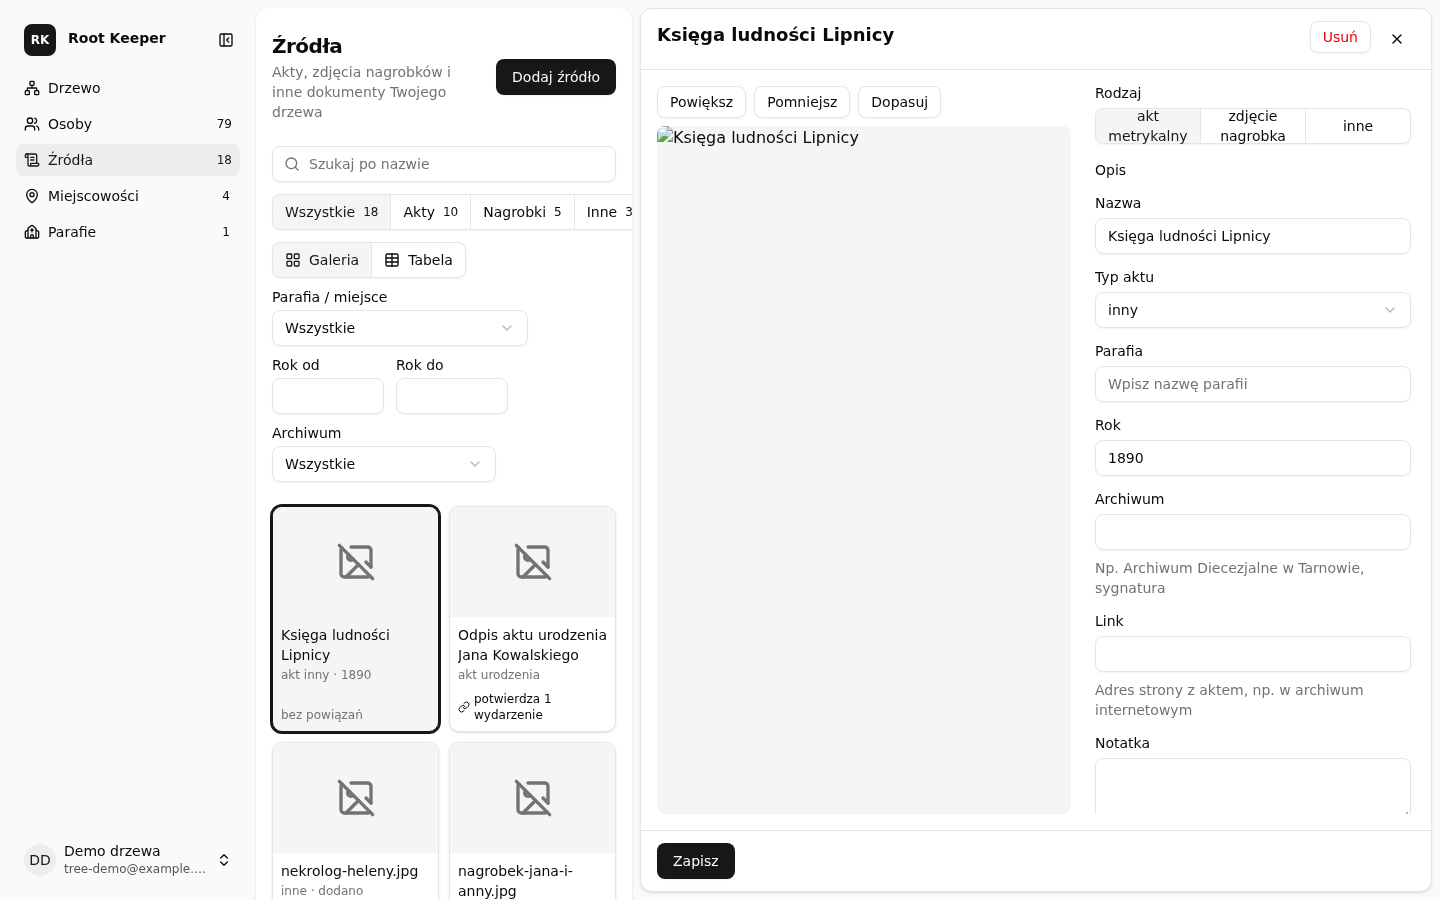 RK
Root Keeper
Drzewo
Osoby 79
Źródła 18
Miejscowości 4
Parafie 1
DD
Demo drzewa
tree-demo@example....
Źródła
Akty, zdjęcia nagrobków i
inne dokumenty Twojego
drzewa
Dodaj źródło
Szukaj po nazwie
Wszystkie 18 Akty 10 Nagrobki 5 Inne 3
Galeria Tabela
Parafia / miejsce
Wszystkie
Rok od Rok do
Archiwum
Wszystkie
Księga ludności
Lipnicy
akt inny · 1890
bez powiązań
Odpis aktu urodzenia
Jana Kowalskiego
akt urodzenia
potwierdza 1
wydarzenie
nekrolog-heleny.jpg
inne · dodano
nagrobek-jana-i-
anny.jpg
Księga ludności Lipnicy
Usuń
Powiększ Pomniejsz Dopasuj
Księga ludności Lipnicy
Rodzaj
akt
metrykalny
zdjęcie
nagrobka
inne
Opis
Nazwa
Księga ludności Lipnicy
Typ aktu
inny
Parafia
Wpisz nazwę parafii
Rok
1890
Archiwum
Np. Archiwum Diecezjalne w Tarnowie,
sygnatura
Link
Adres strony z aktem, np. w archiwum
internetowym
Notatka
Zapisz